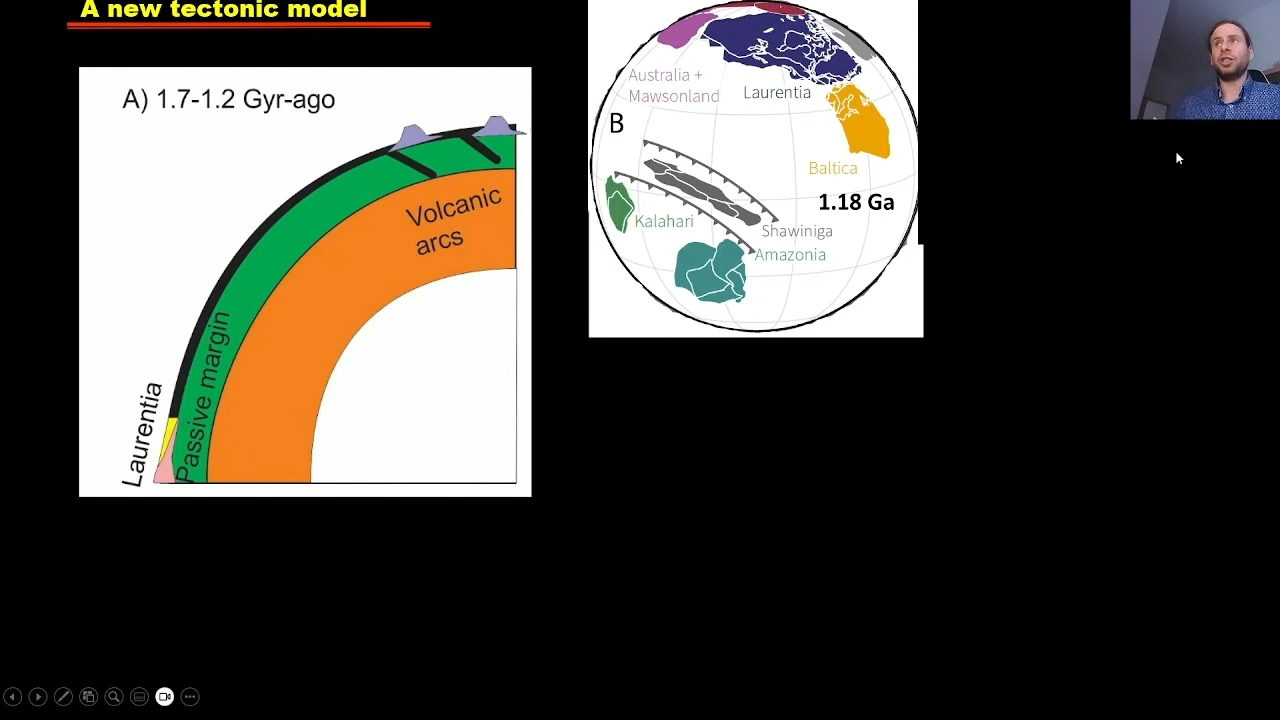 A new tectonic model
A) 1.7-1.2 Gyr-ago
Volcanic
arcs
Passive margin
Laurentia
Australia +
Mawsonland
Laurentia
B
Baltica
1.18 Ga
Kalahari
Shawiniga
Amazonia